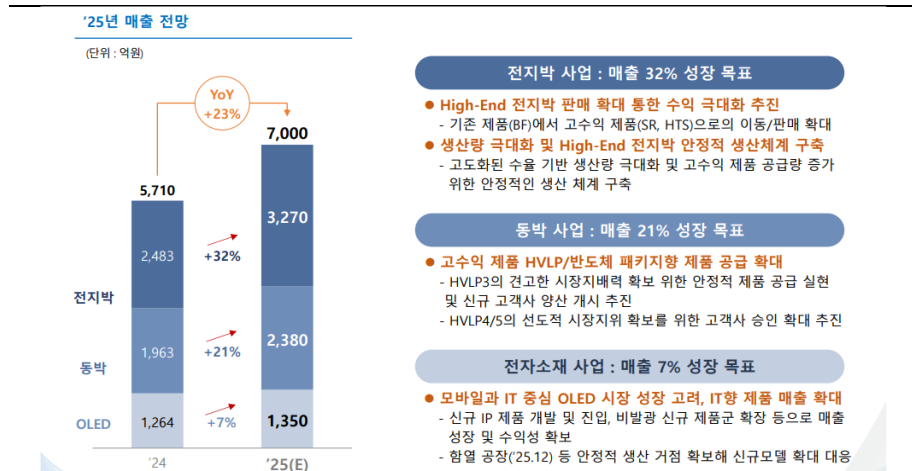 '25년 매출 전망
(단위 : 억원)
YoY
+23%
7,000
5,710
3,270
2,483
+32%
전지박
2,380
1,963
+21%
동박
OLED
1,264
+7%
1,350
'24
'25(E)
전지박 사업 : 매출 32% 성장 목표
● High-End 전지박 판매 확대 통한 수익 극대화 추진
- 기존 제품(BF)에서 고수익 제품(SR, HTS)으로의 이동/판매 확대
● 생산량 극대화 및 High-End 전지박 안정적 생산체계 구축
- 고도화된 수율 기반 생산량 극대화 및 고수익 제품 공급량 증가
위한 안정적인 생산 체계 구축
동박 사업 : 매출 21% 성장 목표
● 고수익 제품 HVLP/반도체 패키지향 제품 공급 확대
- HVLP3의 견고한 시장지배력 확보 위한 안정적 제품 공급 실현
및 신규 고객사 양산 개시 추진
- HVLP4/5의 선도적 시장지위 확보를 위한 고객사 승인 확대 추진
전자소재 사업 : 매출 7% 성장 목표
● 모바일과 IT 중심 OLED 시장 성장 고려, IT향 제품 매출 확대
- 신규 IP 제품 개발 및 진입, 비발광 신규 제품군 확장 등으로 매출
성장 및 수익성 확보
- 함열 공장('25.12) 등 안정적 생산 거점 확보해 신규모델 확대 대응